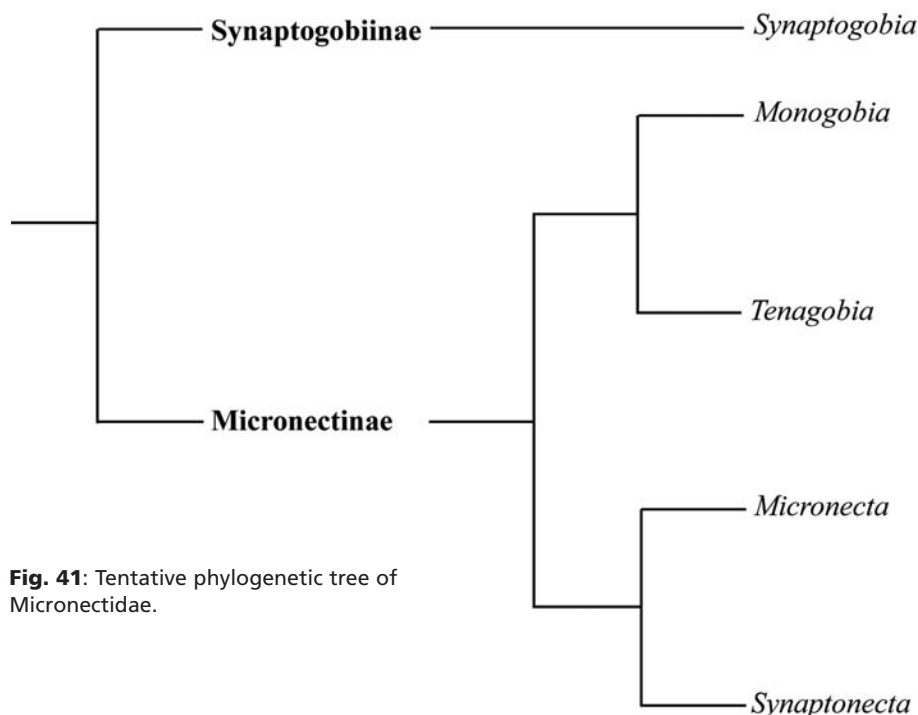 Synaptogobiinae
Synaptogobia
Monogobia
Tenagobia
Micronectinae
Micronecta
Synaptonecta
Fig. 41: Tentative phylogenetic tree of
Micronectidae.